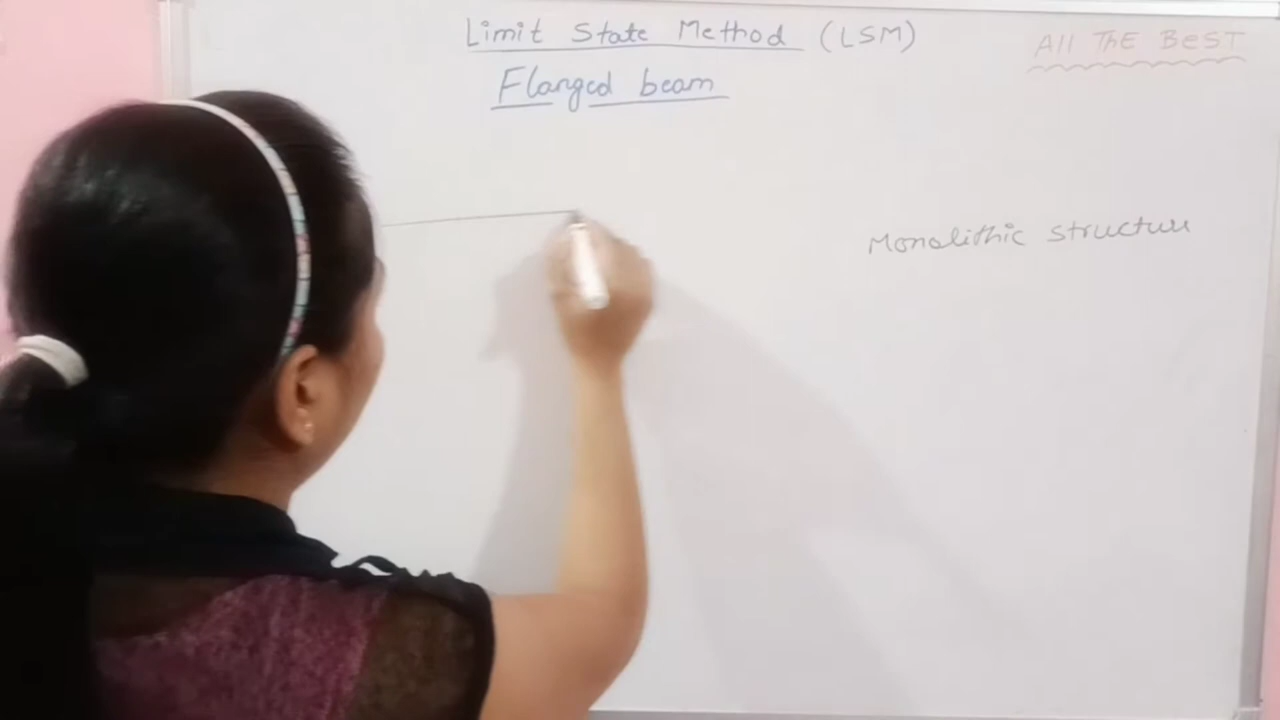 Limit State Method (LSM)
All THE BEST
Flanged beam
Monolithic structure